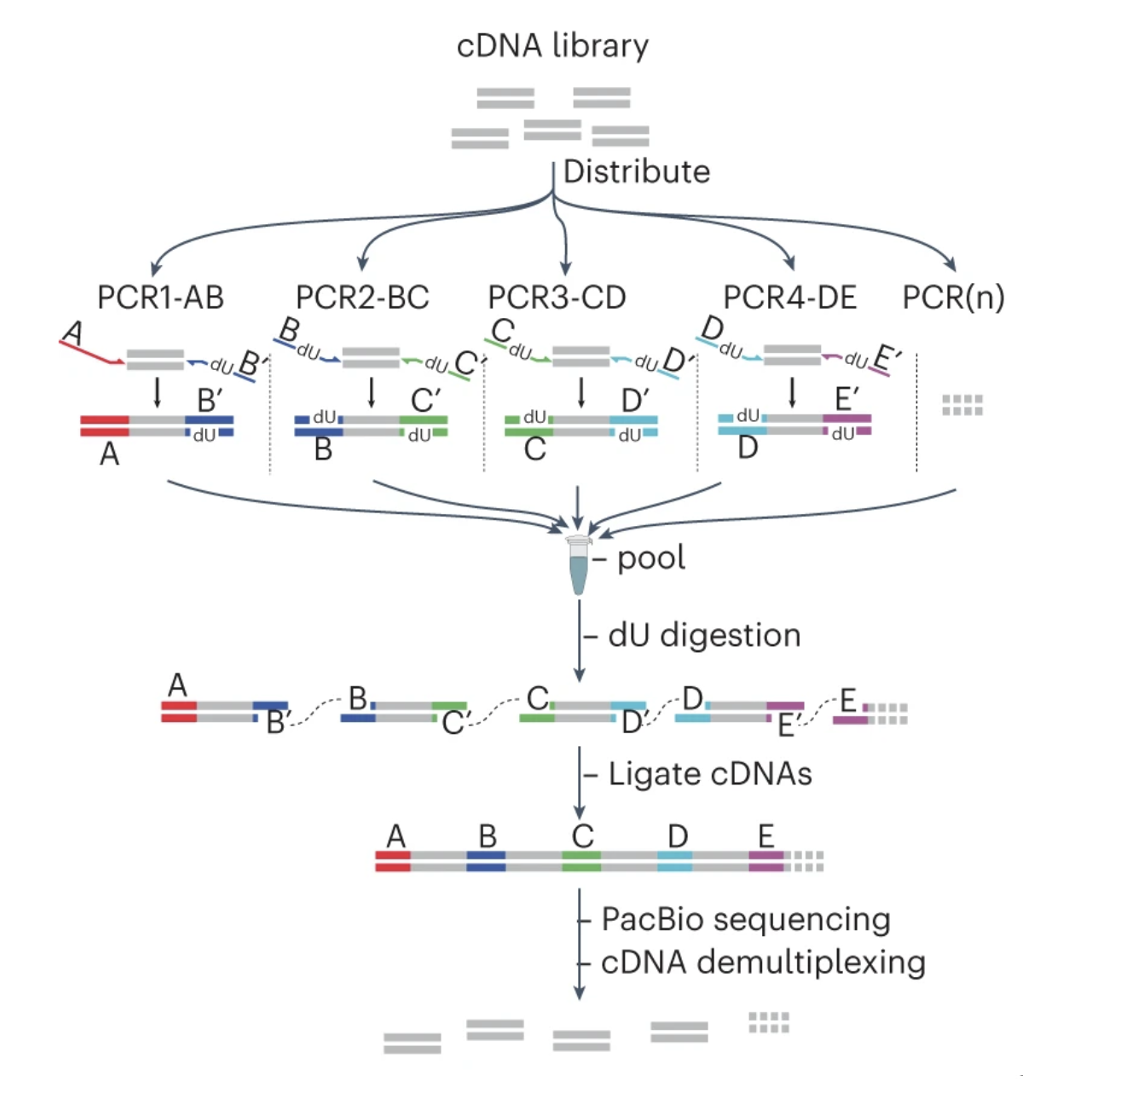 cDNA library
Distribute
PCR1-AB PCR2-BC PCR3-CD PCR4-DE PCR(n)
A dU B′ B dU dU C′ C dU dU D′ D dU dU E′
B′ dU C′ dU D′ dU E′
A dU B dU C dU D dU
pool
dU digestion
A B C D E
B′ C′ D′ E′
Ligate cDNAs
A B C D E
PacBio sequencing
cDNA demultiplexing